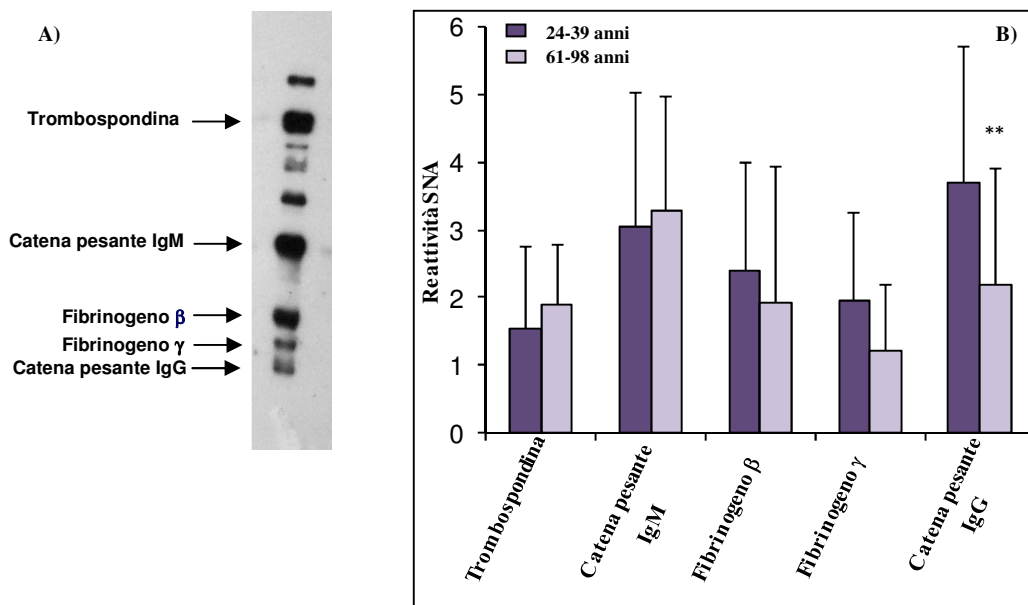 A)
Trombospondina
Catena pesante IgM
Fibrinogeno β
Fibrinogeno γ
Catena pesante IgG
B)
24-39 anni
61-98 anni
Reattività SNA
6
5
4
3
2
1
0
**
Trombospondina
Catena pesante
IgM
Fibrinogeno β
Fibrinogeno γ
Catena pesante
IgG